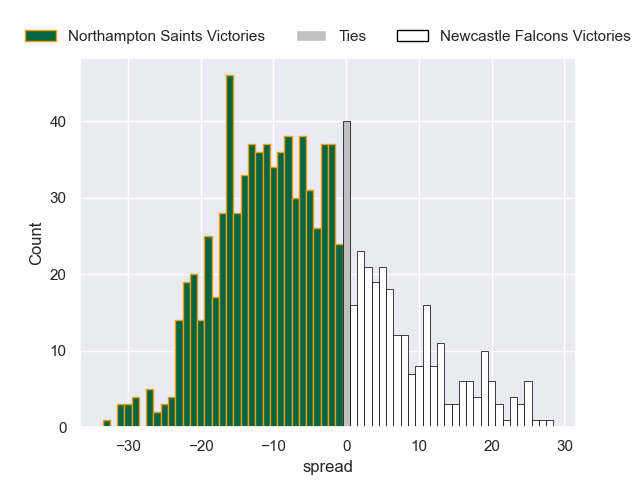 Northampton Saints Victories Ties Newcastle Falcons Victories
40
30
20
10
0
Count
−30 −20 −10 0 10 20 30
spread